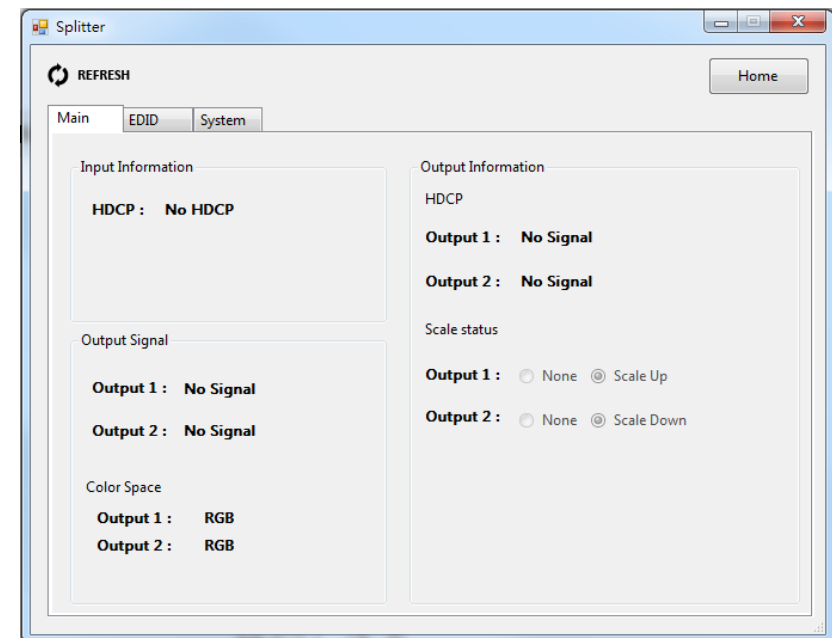 Splitter
REFRESH
Home
Main EDID System
Input Information
HDCP : No HDCP
Output Signal
Output 1 : No Signal
Output 2 : No Signal
Color Space
Output 1 : RGB
Output 2 : RGB
Output Information
HDCP
Output 1 : No Signal
Output 2 : No Signal
Scale status
Output 1 : None Scale Up
Output 2 : None Scale Down